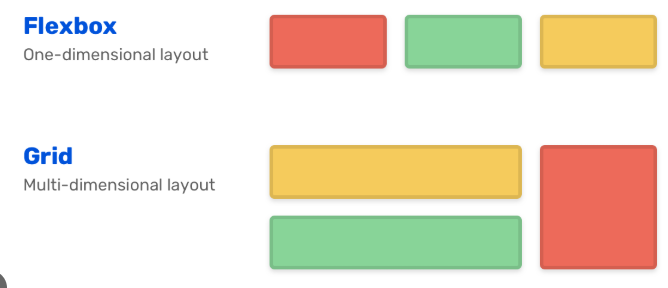 Flexbox
One-dimensional layout
Grid
Multi-dimensional layout